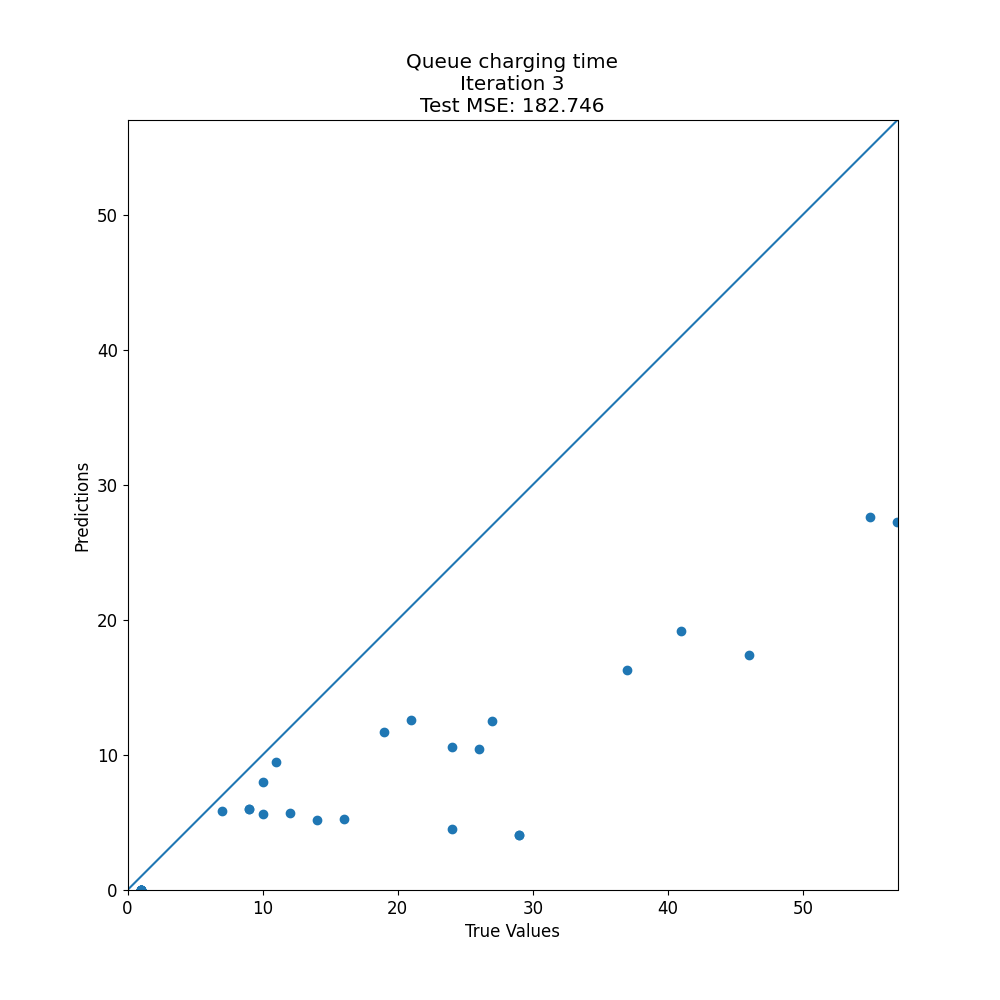 Queue charging time
Iteration 3
Test MSE: 182.746
50
40
30
20
10
0
Predictions
0 10 20 30 40 50
True Values